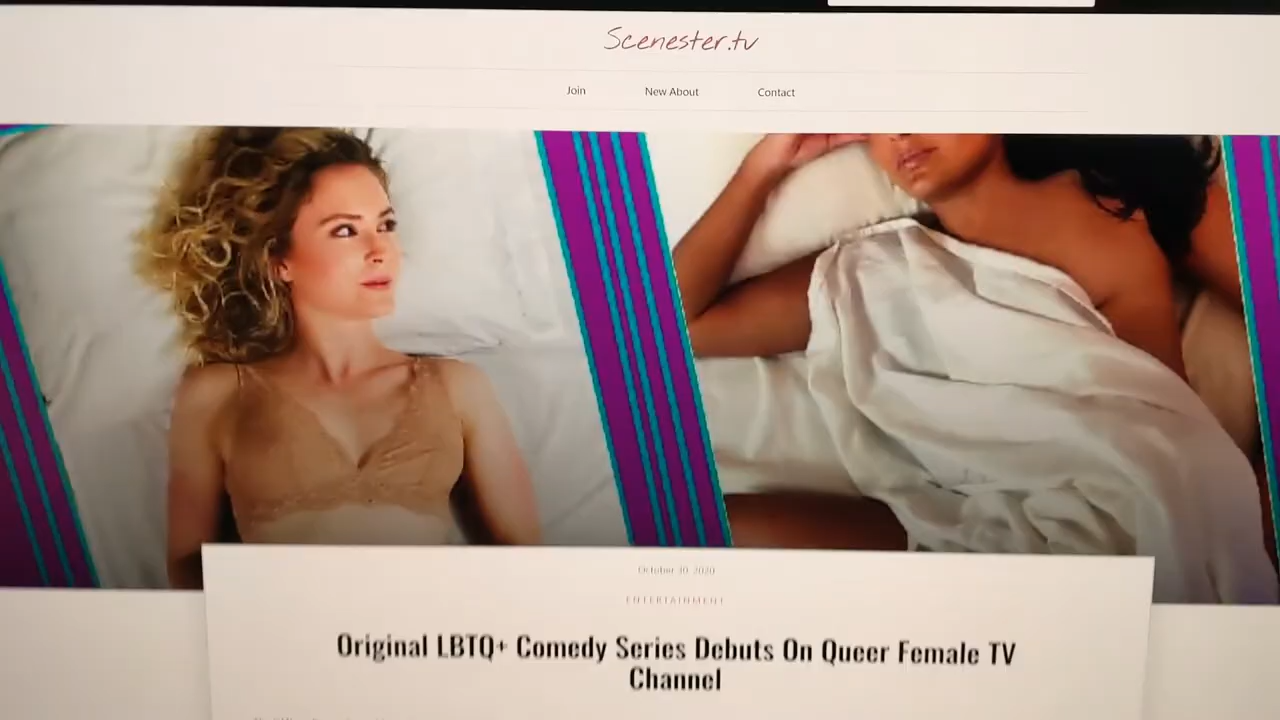 Scenester.tv
Join New About Contact
October 30, 2020
ENTERTAINMENT
Original LBTQ+ Comedy Series Debuts On Queer Female TV
Channel